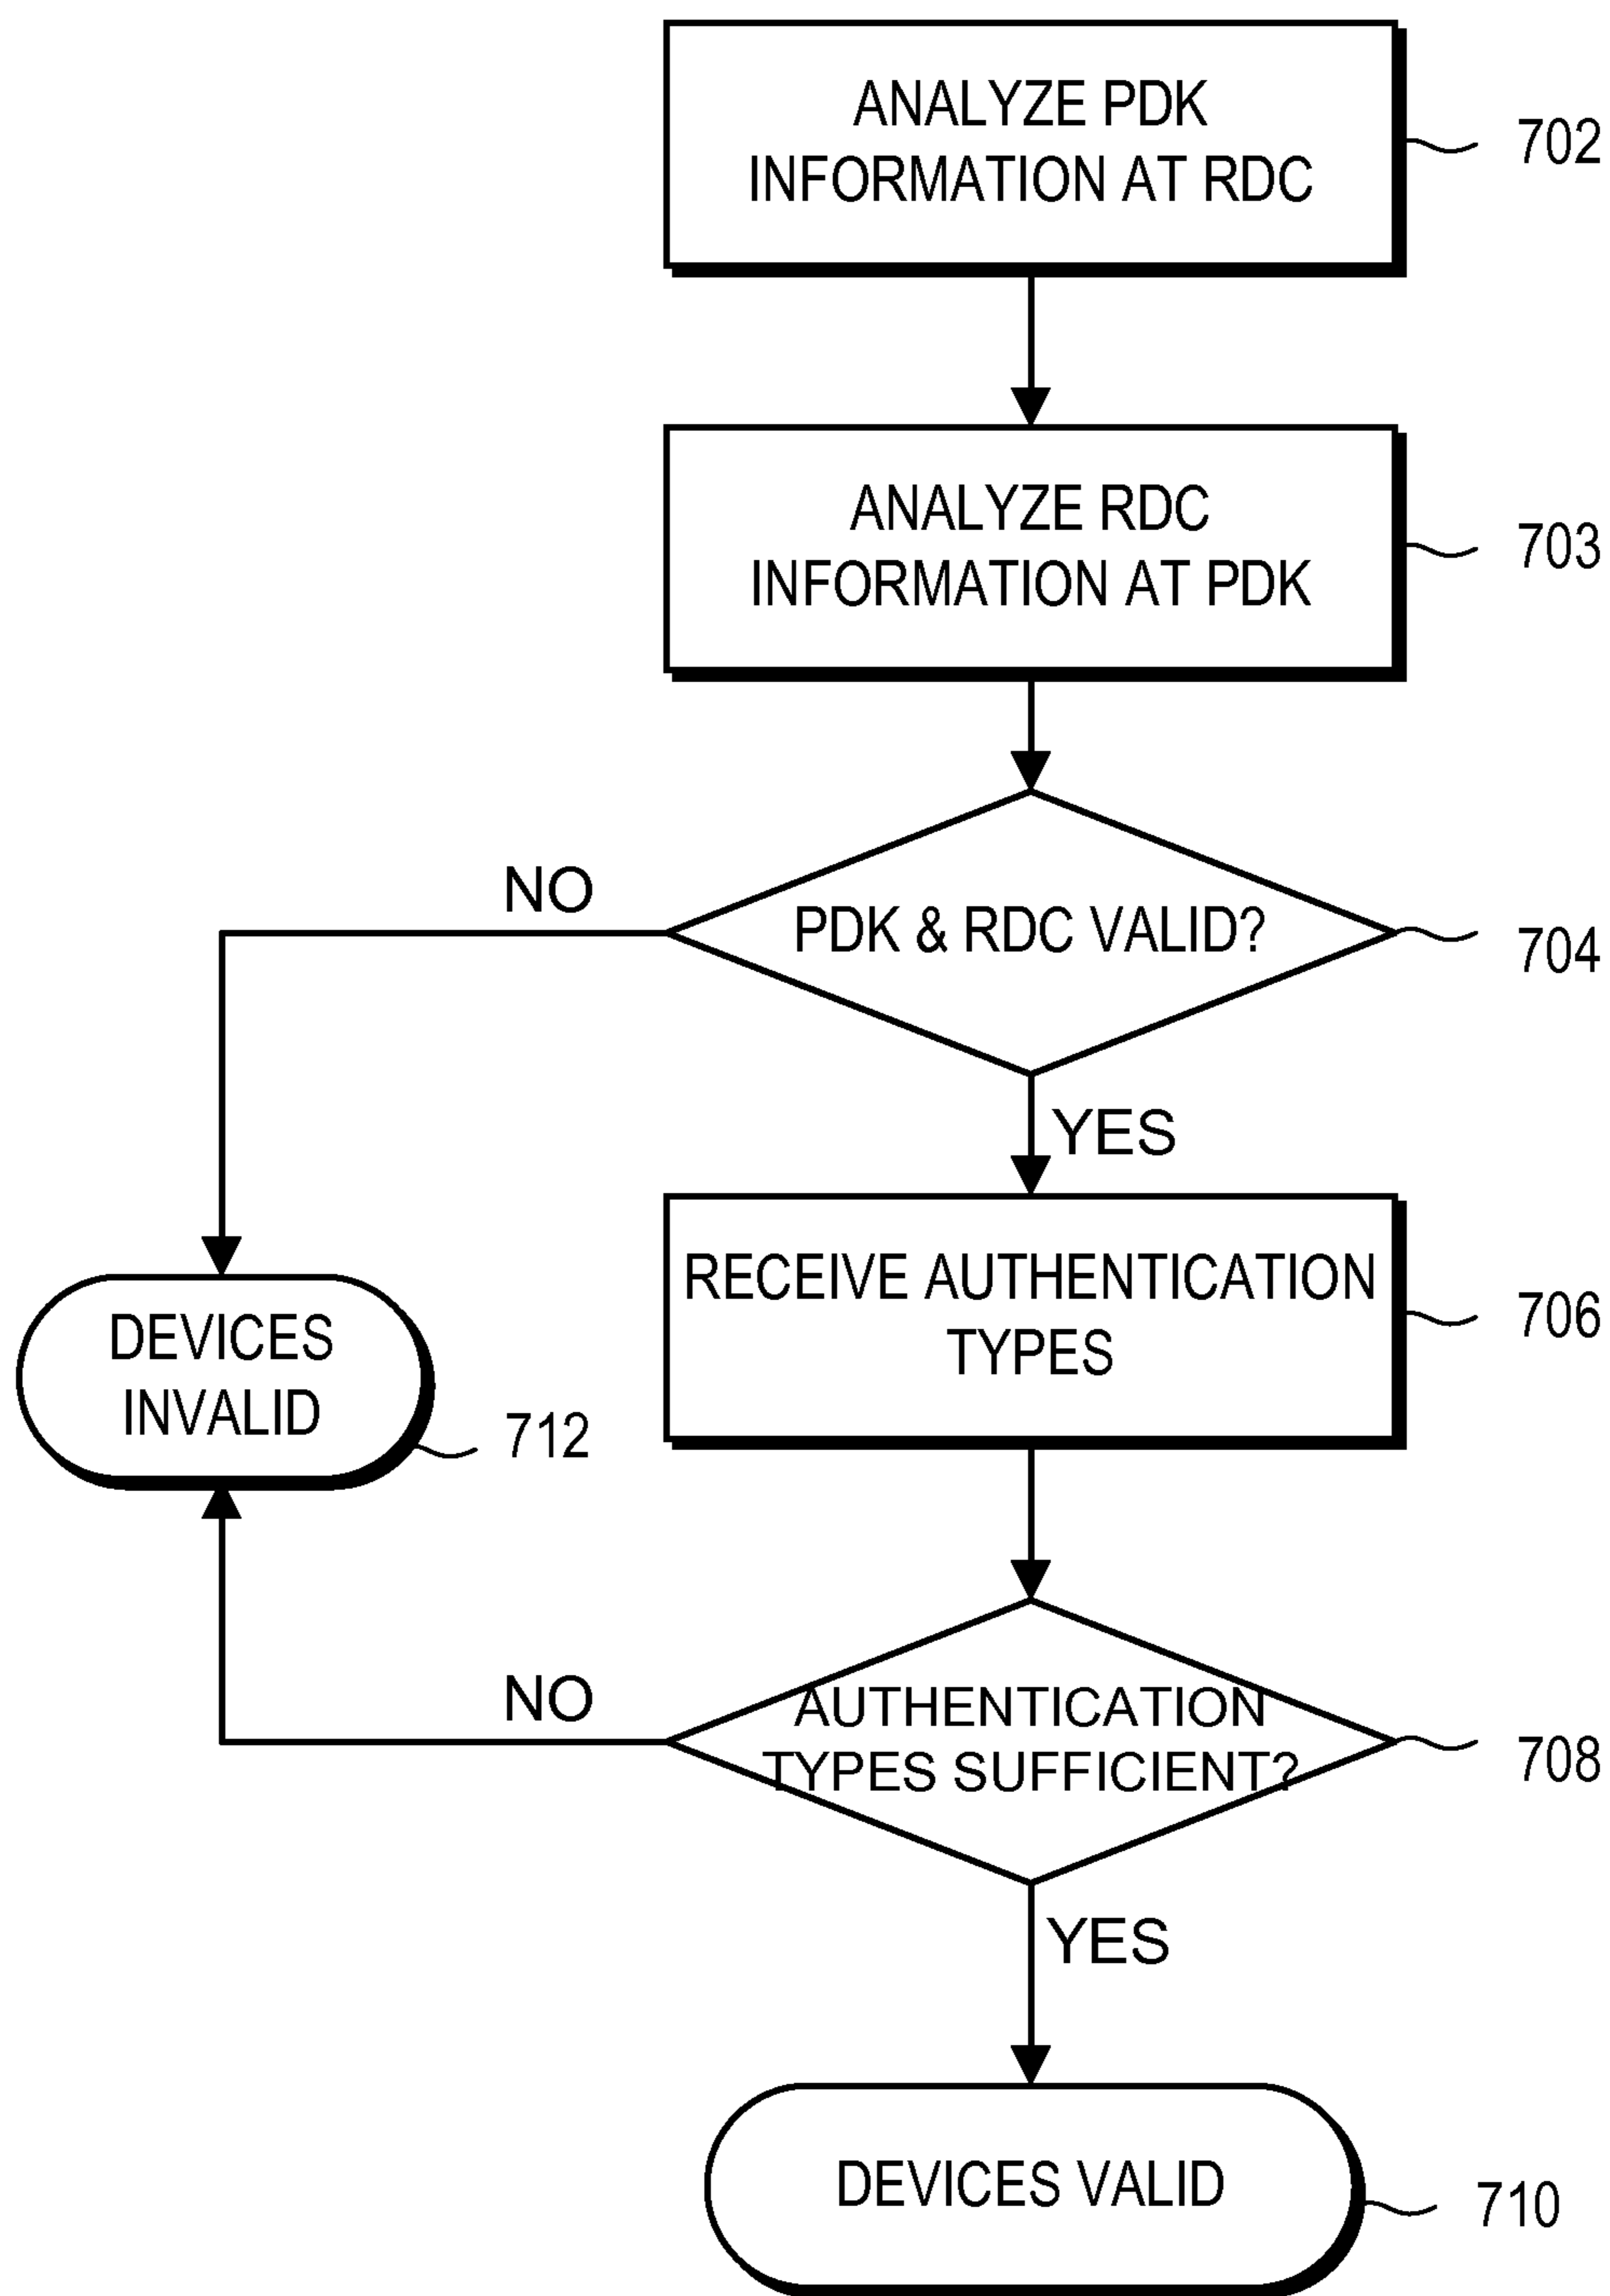 ANALYZE PDK
INFORMATION AT RDC
702
ANALYZE RDC
INFORMATION AT PDK
703
NO
PDK & RDC VALID?
704
YES
RECEIVE AUTHENTICATION
TYPES
706
DEVICES
INVALID
712
NO
AUTHENTICATION
TYPES SUFFICIENT?
708
YES
DEVICES VALID
710